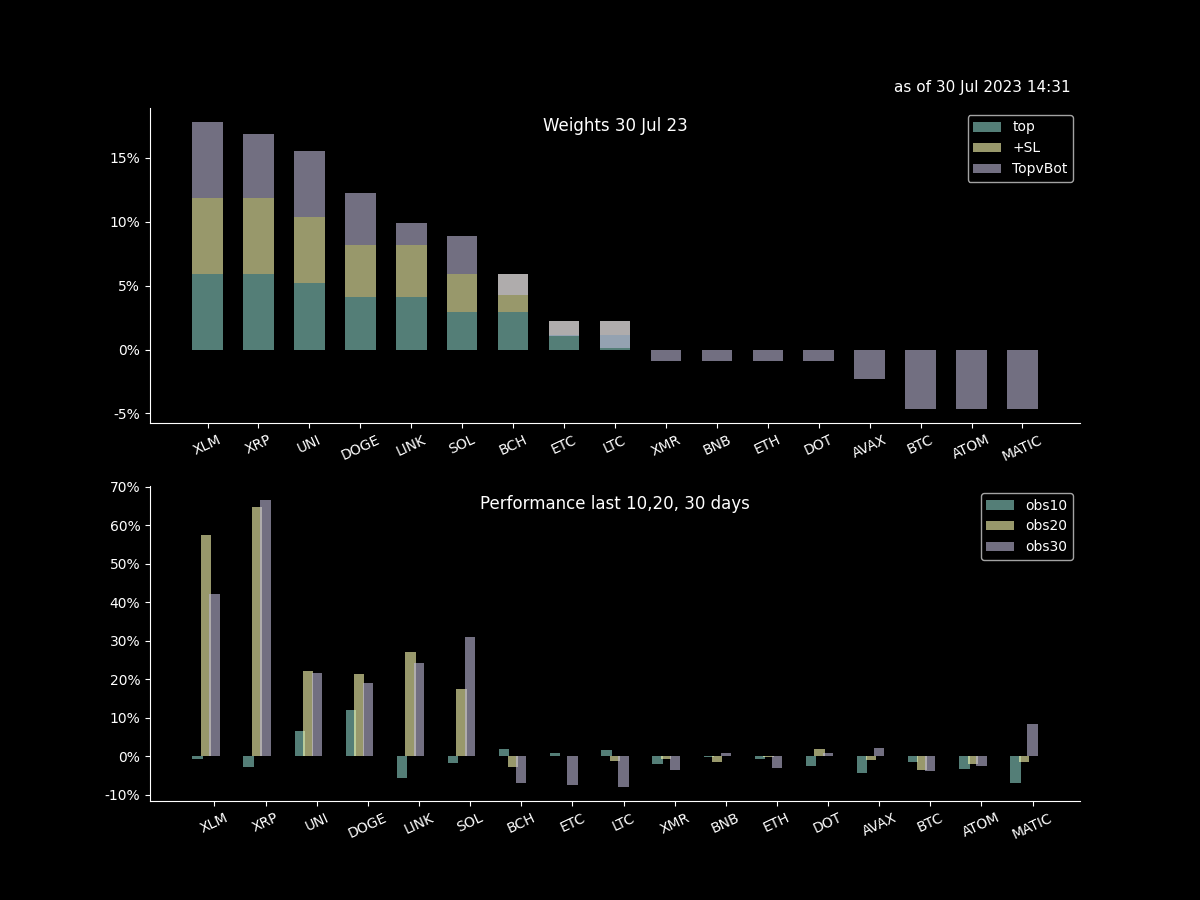 as of 30 Jul 2023 14:31
Weights 30 Jul 23
top
+SL
TopvBot
15%
10%
5%
0%
-5%
XLM XRP UNI DOGE LINK SOL BCH ETC LTC XMR BNB ETH DOT AVAX BTC ATOM MATIC
Performance last 10,20, 30 days
obs10
obs20
obs30
70%
60%
50%
40%
30%
20%
10%
0%
-10%
XLM XRP UNI DOGE LINK SOL BCH ETC LTC XMR BNB ETH DOT AVAX BTC ATOM MATIC